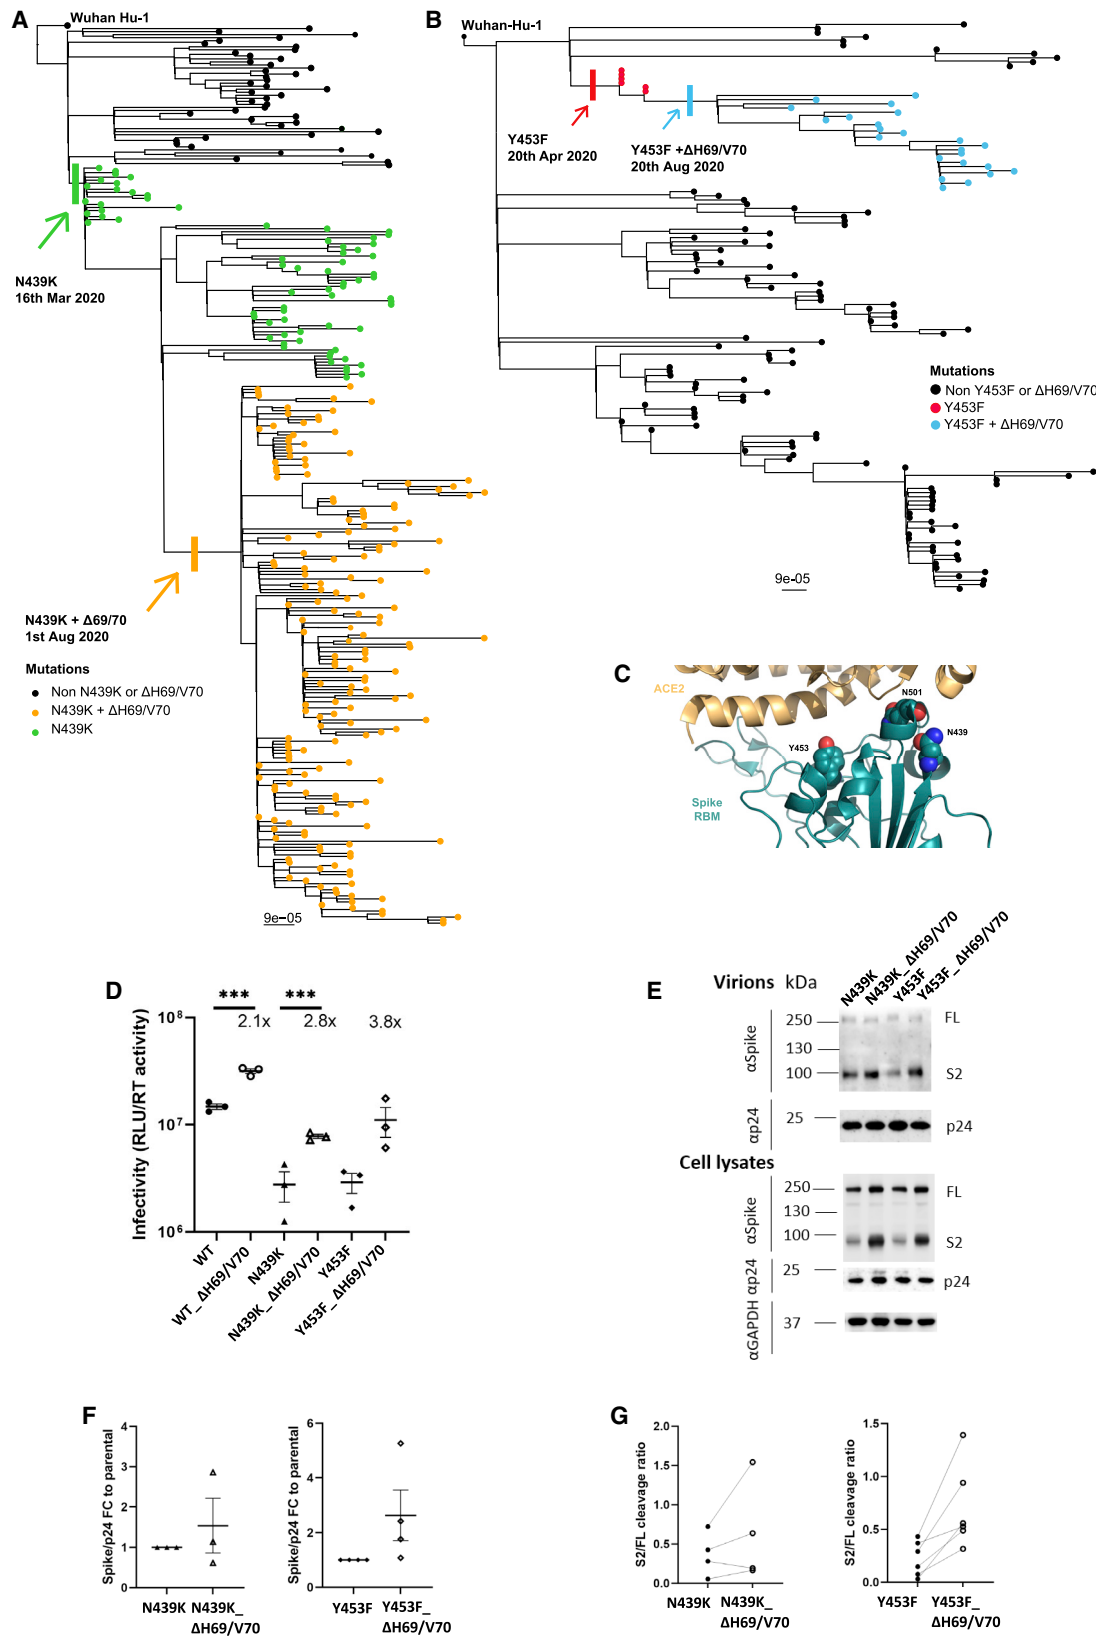 A
Wuhan Hu-1
N439K
16th Mar 2020
N439K + Δ69/70
1st Aug 2020
Mutations
Non N439K or ΔH69/V70
N439K + ΔH69/V70
N439K
9e−05
B
Wuhan-Hu-1
Y453F
20th Apr 2020
Y453F +ΔH69/V70
20th Aug 2020
Mutations
Non Y453F or ΔH69/V70
Y453F
Y453F + ΔH69/V70
9e-05
C
ACE2
N501
N439
Y453
Spike
RBM
D
*** ***
2.1x 2.8x 3.8x
Infectivity (RLU/RT activity)
10^8
10^7
10^6
WT
WT_ ΔH69/V70
N439K
N439K_ΔH69/V70
Y453F
Y453F_ΔH69/V70
E
Virions kDa
N439K
N439K_ΔH69/V70
Y453F
Y453F_ΔH69/V70
αSpike
250 FL
130
100 S2
αp24
25 p24
Cell lysates
αSpike
250 FL
130
100 S2
αp24
25 p24
αGAPDH
37
F
Spike/p24 FC to parental
4
3
2
1
0
N439K N439K_
ΔH69/V70
Spike/p24 FC to parental
6
4
2
0
Y453F Y453F_
ΔH69/V70
G
S2/FL cleavage ratio
2.0
1.5
1.0
0.5
0.0
N439K N439K_
ΔH69/V70
S2/FL cleavage ratio
1.5
1.0
0.5
0.0
Y453F Y453F_
ΔH69/V70